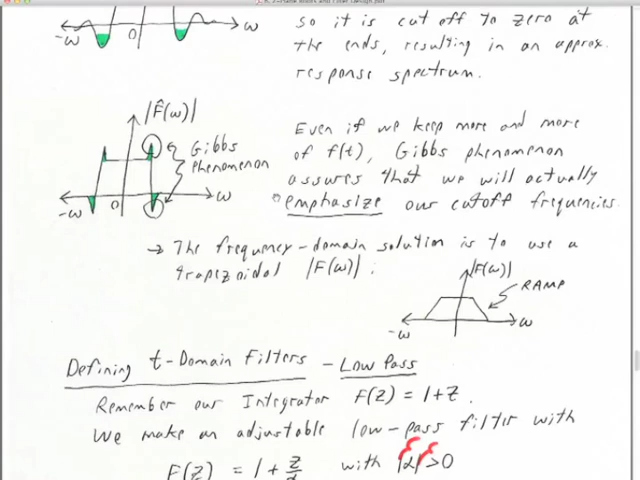 so it is cut off to zero at
-ω 0
the ends, resulting in an approx.
response spectrum.
|F̂(ω)|
Gibbs
Phenomenon
-ω 0 ω
Even if we keep more and more
of f(t), Gibbs phenomenon
assures that we will actually
emphasize our cutoff frequencies.
→ The frequency-domain solution is to use a
trapezoidal |F(ω)|:
|F(ω)|
RAMP
-ω ω
Defining t-Domain Filters - Low Pass
Remember our Integrator F(Z) = 1+Z.
We make an adjustable low-pass filter with
F(Z) = 1 + Z/α with |α|>0